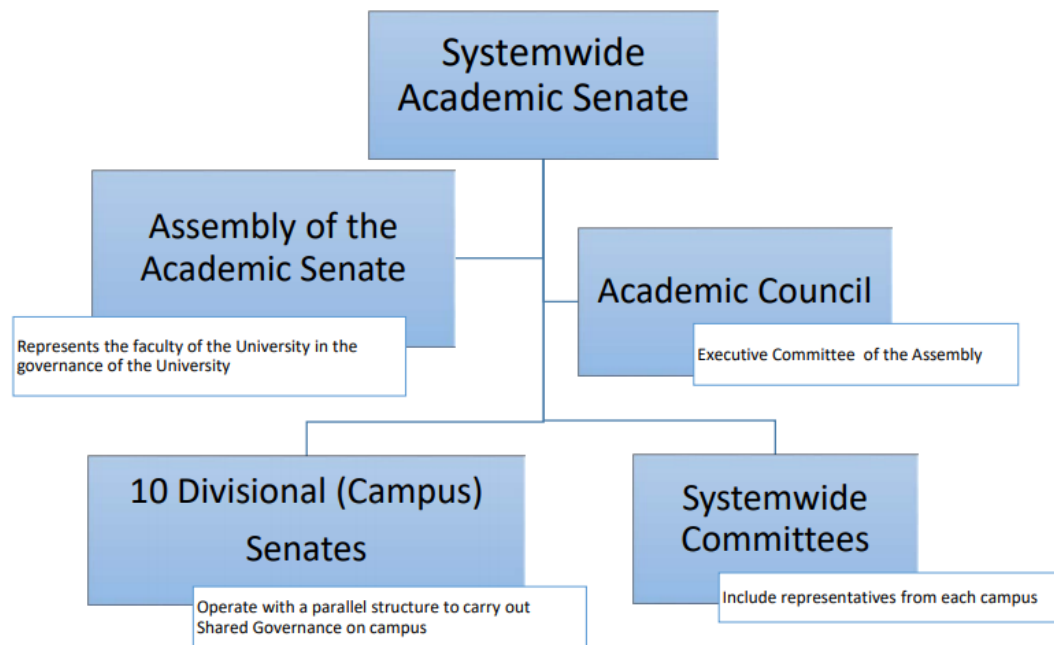 Systemwide
Academic Senate
Assembly of the
Academic Senate
Represents the faculty of the University in the
governance of the University
Academic Council
Executive Committee of the Assembly
10 Divisional (Campus)
Senates
Operate with a parallel structure to carry out
Shared Governance on campus
Systemwide
Committees
Include representatives from each campus